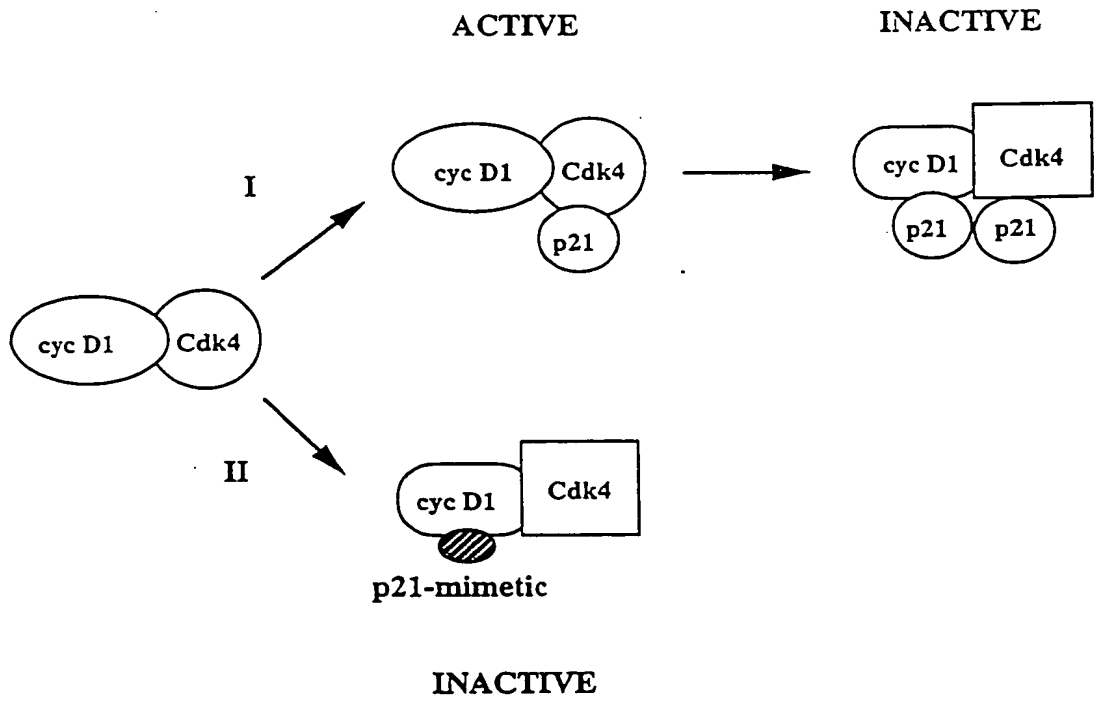 ACTIVE
INACTIVE
I
cyc D1
Cdk4
p21
cyc D1
Cdk4
p21
p21
cyc D1
Cdk4
II
cyc D1
Cdk4
p21-mimetic
INACTIVE